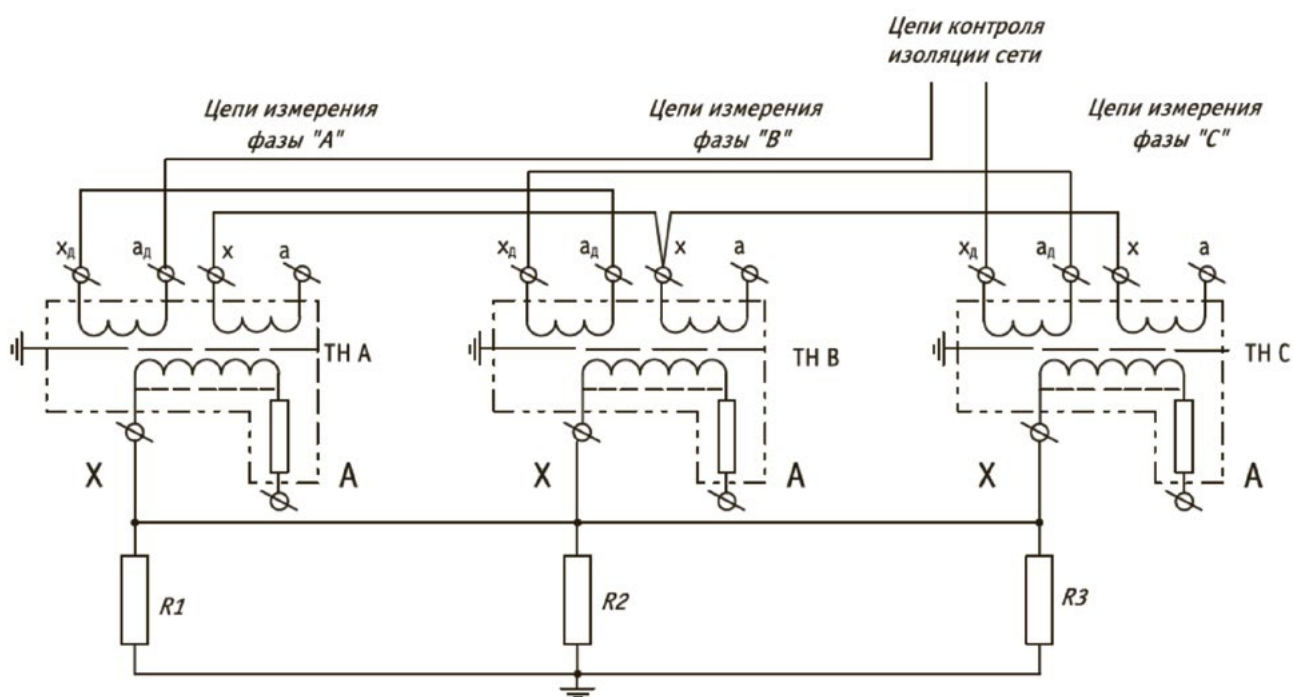 Цепи контроля
изоляции сети
Цепи измерения
фазы "А"
Цепи измерения
фазы "В"
Цепи измерения
фазы "С"
xд aд x a
xд aд x a
xд aд x a
ТН А
ТН В
ТН С
X А
X А
X А
R1
R2
R3